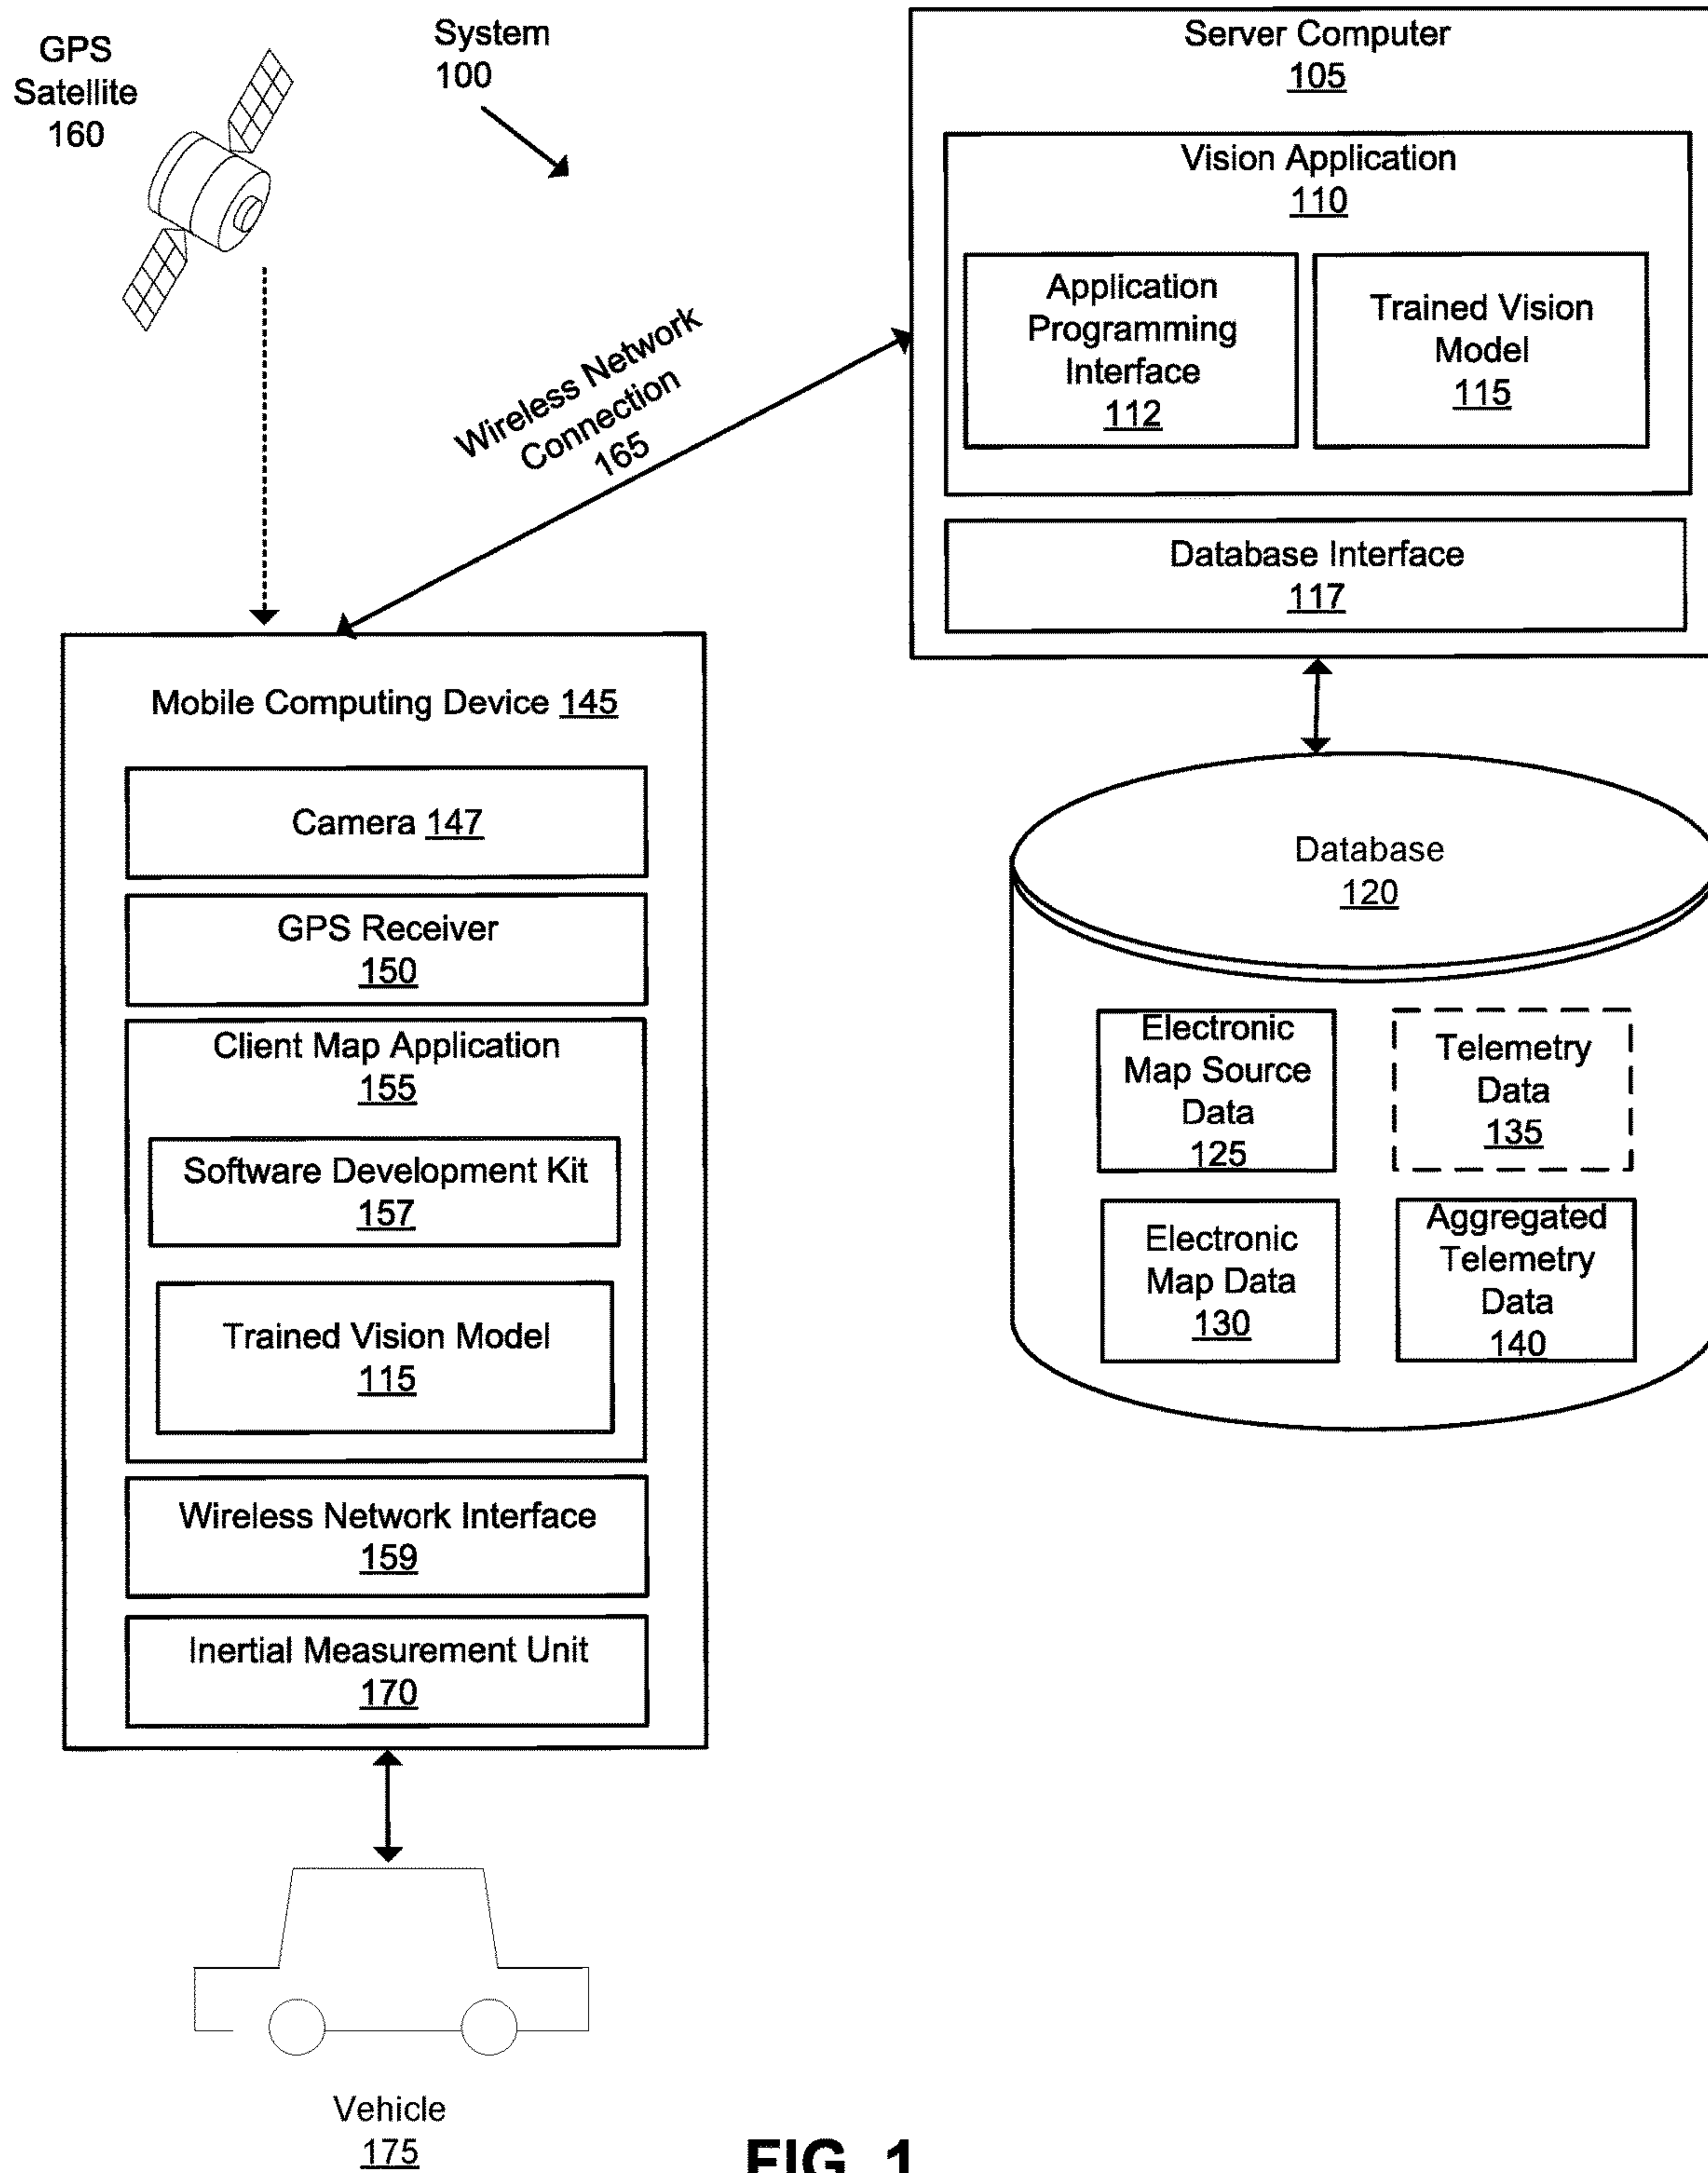 GPS
Satellite
160
System
100
Server Computer
105
Vision Application
110
Application
Programming
Interface
112
Trained Vision
Model
115
Database Interface
117
Wireless Network
Connection
165
Mobile Computing Device 145
Camera 147
GPS Receiver
150
Client Map Application
155
Software Development Kit
157
Trained Vision Model
115
Wireless Network Interface
159
Inertial Measurement Unit
170
Database
120
Electronic
Map Source
Data
125
Telemetry
Data
135
Electronic
Map Data
130
Aggregated
Telemetry
Data
140
Vehicle
175
FIG. 1